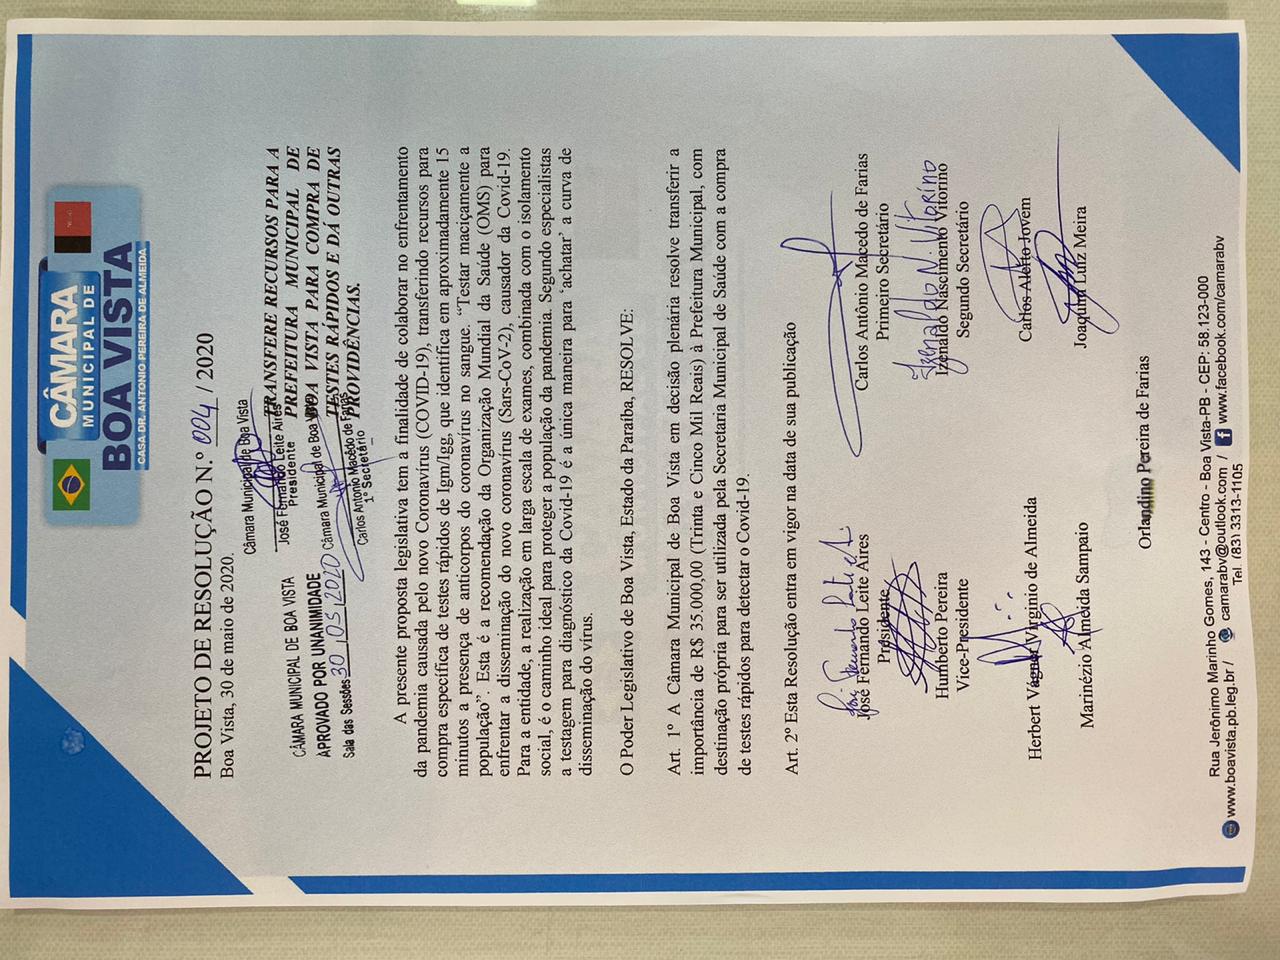 CÂMARA
MUNICIPAL DE
BOA VISTA
CASA DR. ANTONIO PEREIRA DE ALMEIDA
PROJETO DE RESOLUÇÃO N.º 004 / 2020
Boa Vista, 30 de maio de 2020.
Câmara Municipal de Boa Vista
José Fernando Leite Aires
Presidente
Câmara Municipal de Boa Vista
Carlos Antonio Macêdo de Farias
1º Secretário
CÂMARA MUNICIPAL DE BOA VISTA
APROVADO POR UNANIMIDADE
Sala das Sessões 30 / 05 / 2020
TRANSFERE RECURSOS PARA A
PREFEITURA MUNICIPAL DE
BOA VISTA PARA COMPRA DE
TESTES RÁPIDOS E DÁ OUTRAS
PROVIDÊNCIAS.
A presente proposta legislativa tem a finalidade de colaborar no enfrentamento
da pandemia causada pelo novo Coronavírus (COVID-19), transferindo recursos para
compra específica de testes rápidos de Igm/Igg, que identifica em aproximadamente 15
minutos a presença de anticorpos do coronavírus no sangue. “Testar maciçamente a
população”. Esta é a recomendação da Organização Mundial da Saúde (OMS) para
enfrentar a disseminação do novo coronavírus (Sars-CoV-2), causador da Covid-19.
Para a entidade, a realização em larga escala de exames, combinada com o isolamento
social, é o caminho ideal para proteger a população da pandemia. Segundo especialistas
a testagem para diagnóstico da Covid-19 é a única maneira para ‘achatar’ a curva de
disseminação do vírus.
O Poder Legislativo de Boa Vista, Estado da Paraíba, RESOLVE:
Art. 1º A Câmara Municipal de Boa Vista em decisão plenária resolve transferir a
importância de R$ 35.000,00 (Trinta e Cinco Mil Reais) à Prefeitura Municipal, com
destinação própria para ser utilizada pela Secretaria Municipal de Saúde com a compra
de testes rápidos para detectar o Covid-19.
Art. 2º Esta Resolução entra em vigor na data de sua publicação
José Fernando Leite Aires
Presidente
Carlos Antônio Macedo de Farias
Primeiro Secretário
Humberto Pereira
Vice-Presidente
Izenaldo N. Vitorino
Izenaldo Nascimento Vitorino
Segundo Secretário
Herbert Vagner Virginio de Almeida
Carlos Alerto Jovem
Marinézio Almeida Sampaio
Joaquim Luiz Meira
Orlandino Pereira de Farias
Rua Jerônimo Marinho Gomes, 143 - Centro - Boa Vista-PB - CEP: 58.123-000
www.boavista.pb.leg.br / camarabv@outlook.com / www.facebook.com/camarabv
Tel. (83) 3313-1105